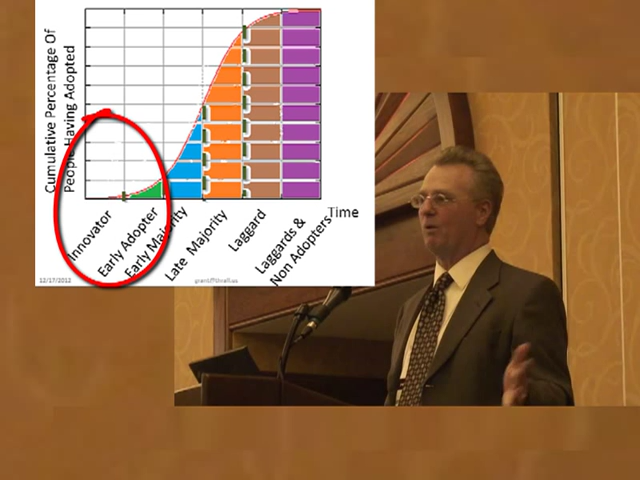 Cumulative Percentage Of
People Having Adopted
Time
Innovator
Early Adopter
Early Majority
Late Majority
Laggard
Laggards &
Non Adopters
12/17/2012